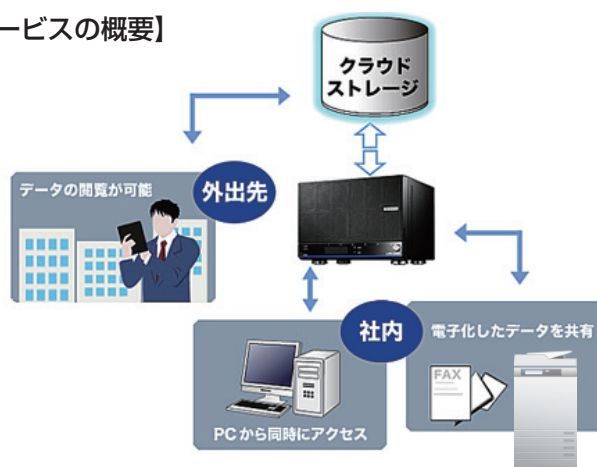 ービスの概要】
クラウド
ストレージ
データの閲覧が可能
外出先
社内
電子化したデータを共有
FAX
PCから同時にアクセス